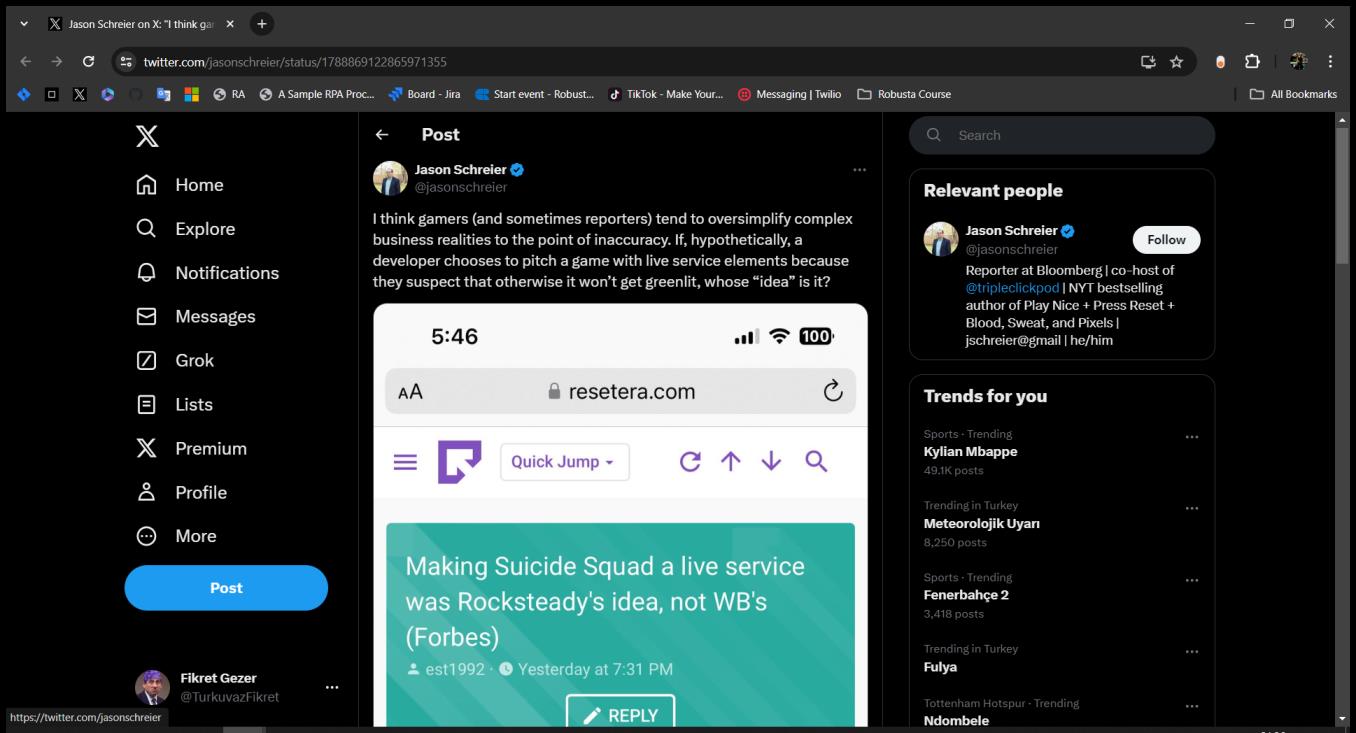 Jason Schreier on X: "I think gar
twitter.com/jasonschreier/status/1788869122865971355
RA
A Sample RPA Proc...
Board - Jira
Start event - Robust...
TikTok - Make Your...
Messaging | Twilio
Robusta Course
All Bookmarks
Home
Explore
Notifications
Messages
Grok
Lists
Premium
Profile
More
Post
Fikret Gezer
@TurkuvazFikret
https://twitter.com/jasonschreier
Post
Jason Schreier
@jasonschreier
I think gamers (and sometimes reporters) tend to oversimplify complex
business realities to the point of inaccuracy. If, hypothetically, a
developer chooses to pitch a game with live service elements because
they suspect that otherwise it won’t get greenlit, whose “idea” is it?
5:46
100
AA
resetera.com
Quick Jump
Making Suicide Squad a live service
was Rocksteady's idea, not WB's
(Forbes)
est1992 · Yesterday at 7:31 PM
REPLY
Search
Relevant people
Jason Schreier
@jasonschreier
Follow
Reporter at Bloomberg | co-host of
@tripleclickpod | NYT bestselling
author of Play Nice + Press Reset +
Blood, Sweat, and Pixels |
jschreier@gmail | he/him
Trends for you
Sports · Trending
Kylian Mbappe
49.1K posts
Trending in Turkey
Meteorolojik Uyarı
8,250 posts
Sports · Trending
Fenerbahçe 2
3,418 posts
Trending in Turkey
Fulya
Tottenham Hotspur · Trending
Ndombele